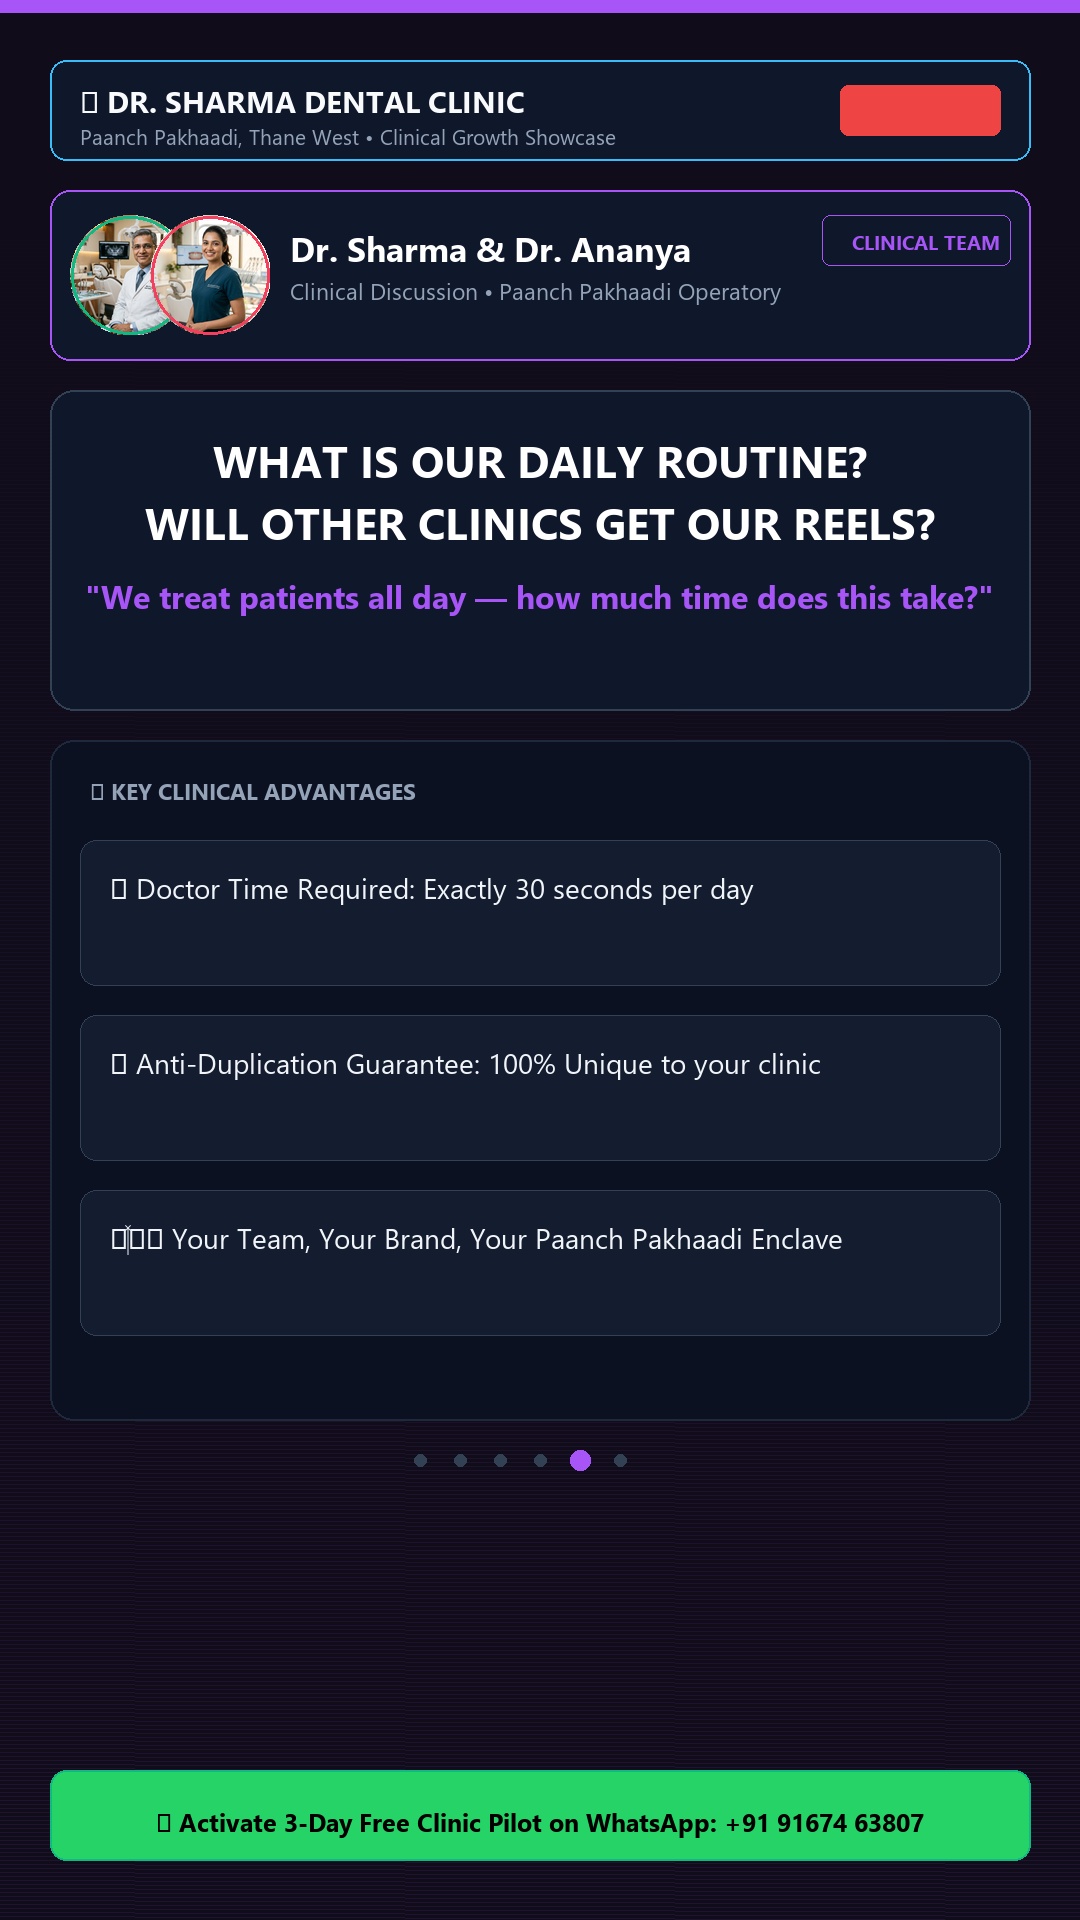 DR. SHARMA DENTAL CLINIC
Paanch Pakhaadi, Thane West • Clinical Growth Showcase
Dr. Sharma & Dr. Ananya
CLINICAL TEAM
Clinical Discussion • Paanch Pakhaadi Operatory
WHAT IS OUR DAILY ROUTINE?
WILL OTHER CLINICS GET OUR REELS?
"We treat patients all day — how much time does this take?"
KEY CLINICAL ADVANTAGES
Doctor Time Required: Exactly 30 seconds per day
Anti-Duplication Guarantee: 100% Unique to your clinic
Your Team, Your Brand, Your Paanch Pakhaadi Enclave
Activate 3-Day Free Clinic Pilot on WhatsApp: +91 91674 63807